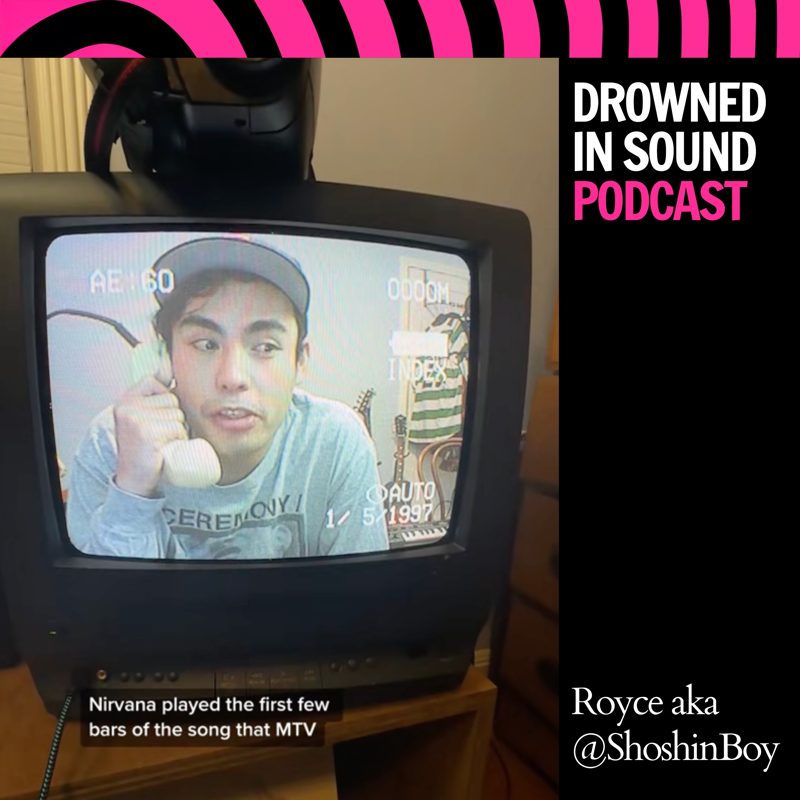 DROWNED
IN SOUND
PODCAST
AE:60
0000M
INDEX
AUTO
1/ 5/1997
CEREMONY/
Nirvana played the first few
bars of the song that MTV
Royce aka
@ShoshinBoy